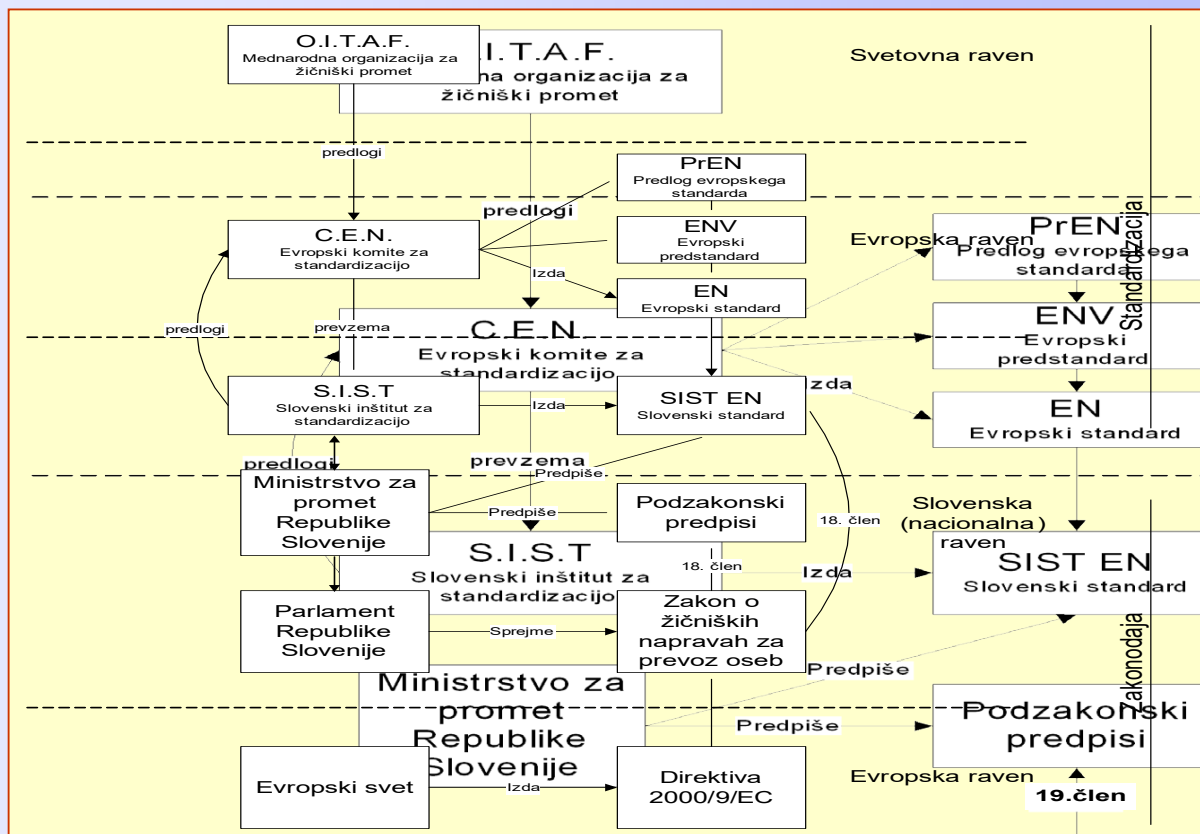 O.I.T.A.F.
Mednarodna organizacija za
žičniški promet
.I.T.A.F.
na organizacija za
žičniški promet
Svetovna raven
predlogi
PrEN
Predlog evropskega
standarda
predlogi
C.E.N.
Evropski komite za
standardizacijo
ENV
Evropski
predstandard
Izda
EN
Evropski standard
Evropska raven
PrEN
Predlog evropskega
standarda
Standardizacija
ENV
Evropski
predstandard
predlogi
prevzema
C.E.N.
Evropski komite za
standardizacijo
Izda
EN
Evropski standard
S.I.S.T
Slovenski inštitut za
standardizacijo
Izda
SIST EN
Slovenski standard
predlogi
prevzema
Predpiše
Ministrstvo za
promet
Republike
Slovenije
Predpiše
Podzakonski
predpisi
18. člen
Slovenska
(nacionalna)
raven
S.I.S.T
Slovenski inštitut za
standardizacijo
18. člen
Izda
SIST EN
Slovenski standard
Parlament
Republike
Slovenije
Sprejme
Zakon o
žičniških
napravah za
prevoz oseb
Zakonodaja
Predpiše
Ministrstvo za
promet
Republike
Slovenije
Predpiše
Podzakonski
predpisi
Evropski svet
Izda
Direktiva
2000/9/EC
Evropska raven
19.člen